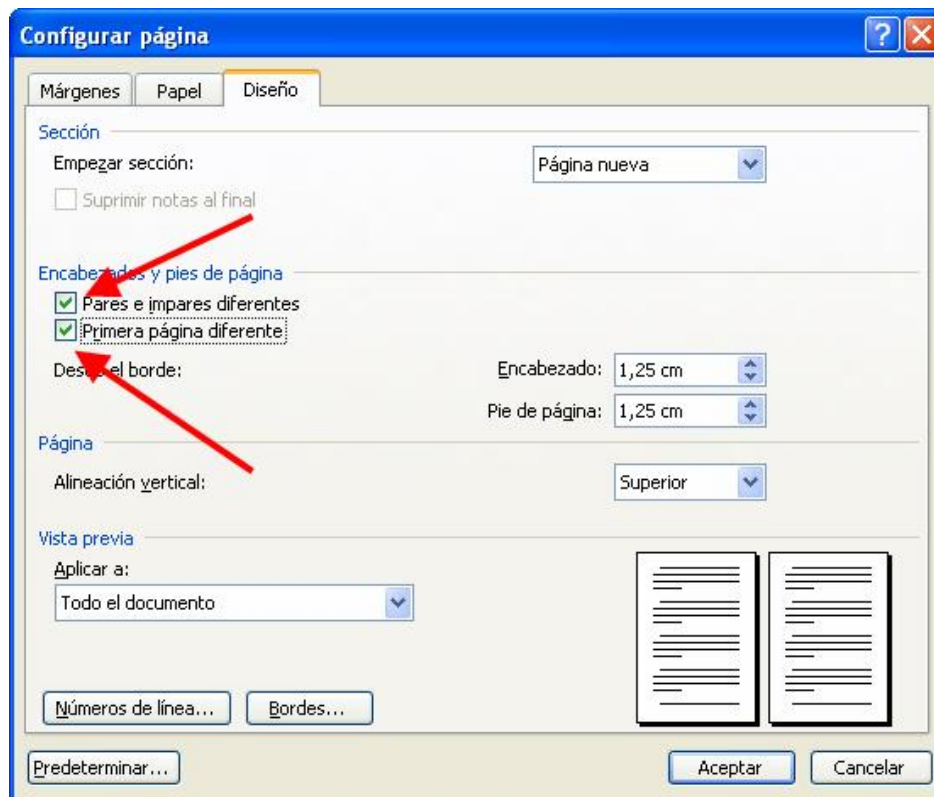 Configurar página
Márgenes Papel Diseño
Sección
Empezar sección: Página nueva
Suprimir notas al final
Encabezados y pies de página
Pares e impares diferentes
Primera página diferente
Desde el borde: Encabezado: 1,25 cm
Pie de página: 1,25 cm
Página
Alineación vertical: Superior
Vista previa
Aplicar a:
Todo el documento
Números de línea... Bordes...
Predeterminar... Aceptar Cancelar